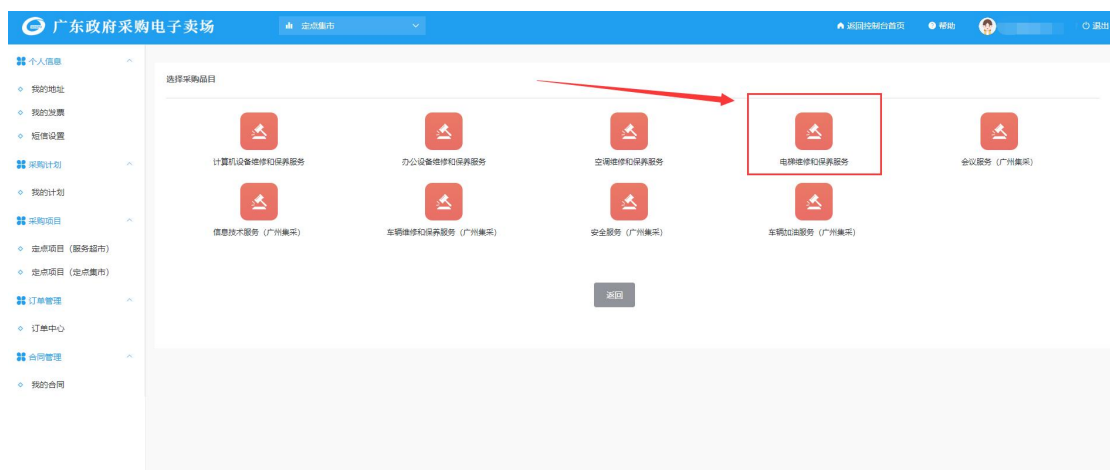 广东政府采购电子卖场
定点集市
返回控制台首页
帮助
退出
个人信息
我的地址
我的发票
短信设置
采购计划
我的计划
采购项目
定点项目（服务超市）
定点项目（定点集市）
订单管理
订单中心
合同管理
我的合同
选择采购品目
计算机设备维修和保养服务
办公设备维修和保养服务
空调维修和保养服务
电梯维修和保养服务
会议服务（广州集采）
信息技术服务（广州集采）
车辆维修和保养服务（广州集采）
安全服务（广州集采）
车辆加油服务（广州集采）
返回